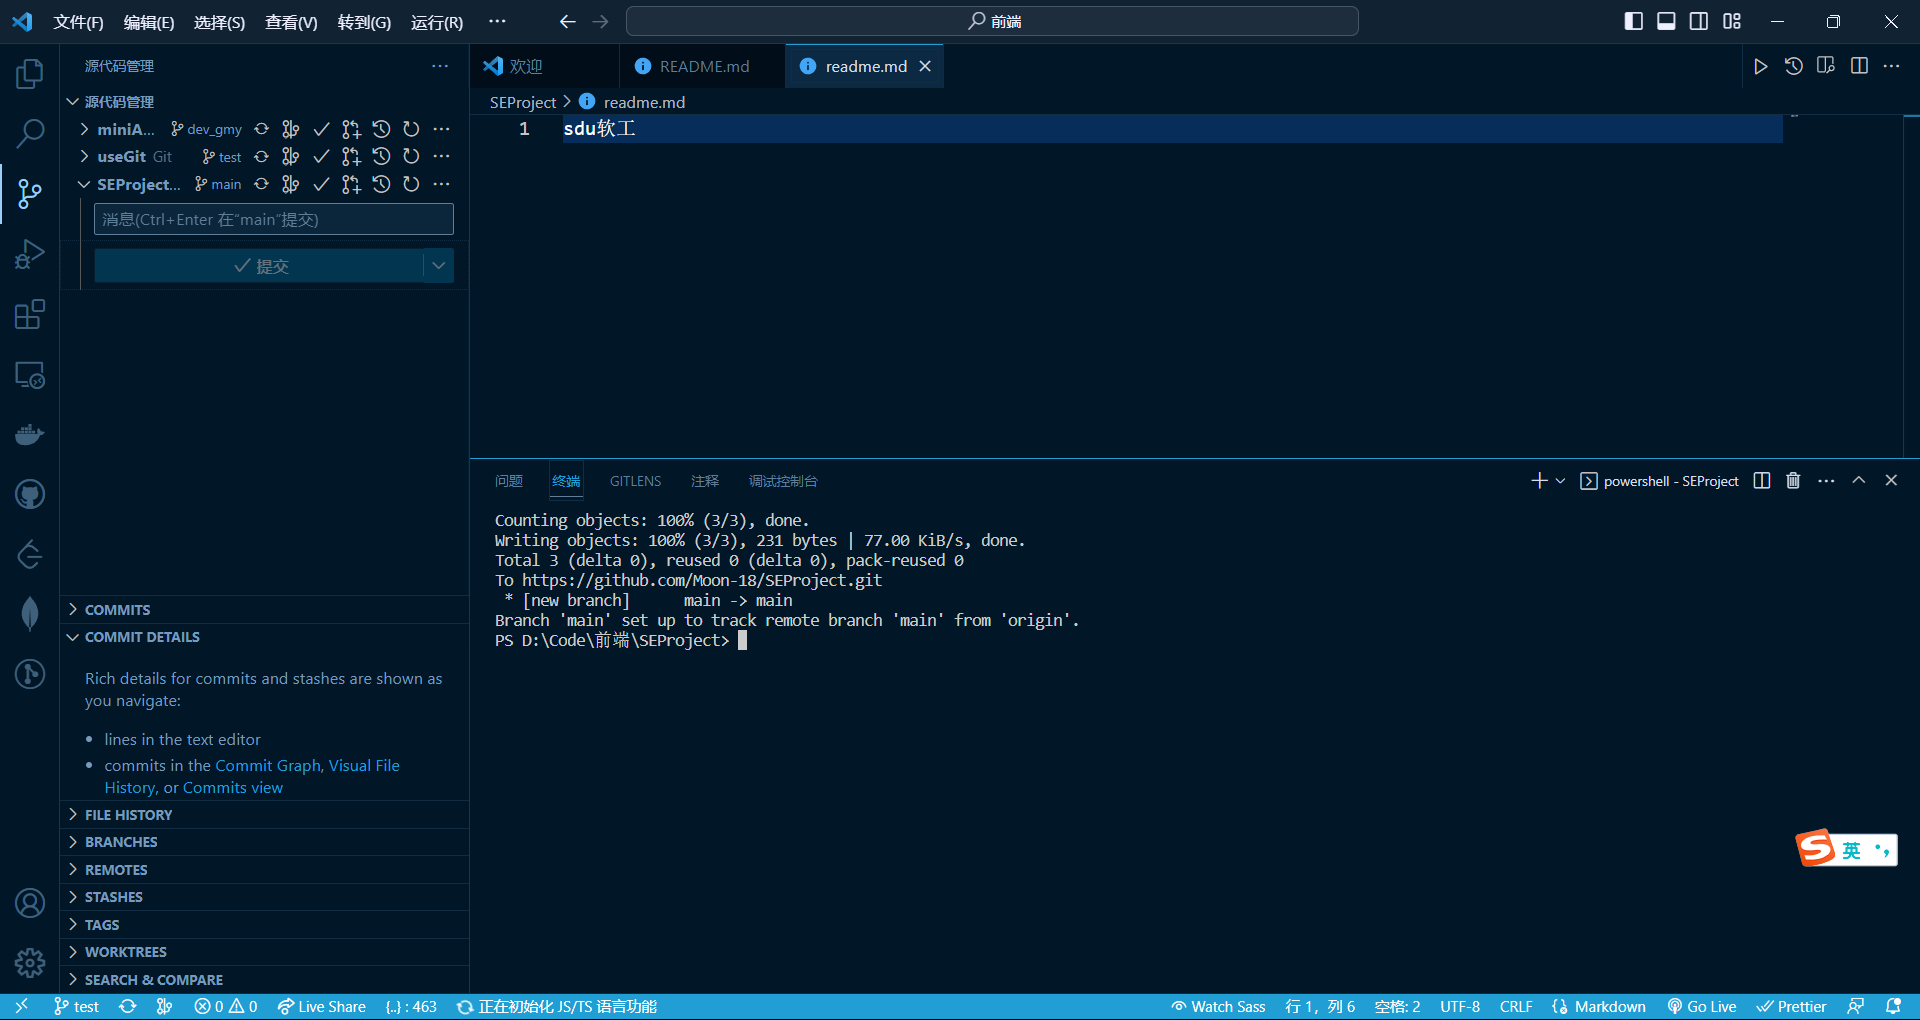 文件(F) 编辑(E) 选择(S) 查看(V) 转到(G) 运行(R) ··· 前端
源代码管理 ···
欢迎 README.md readme.md
SEProject > readme.md
源代码管理
miniA... dev_gmy ···
useGit Git test ···
SEProject... main ···
消息(Ctrl+Enter 在"main"提交)
提交
1 sdu软工
问题 终端 GITLENS 注释 调试控制台 powershell - SEProject ···
Counting objects: 100% (3/3), done.
Writing objects: 100% (3/3), 231 bytes | 77.00 KiB/s, done.
Total 3 (delta 0), reused 0 (delta 0), pack-reused 0
To https://github.com/Moon-18/SEProject.git
 * [new branch]      main -> main
Branch 'main' set up to track remote branch 'main' from 'origin'.
PS D:\Code\前端\SEProject>
COMMITS
COMMIT DETAILS
Rich details for commits and stashes are shown as
you navigate:
• lines in the text editor
• commits in the Commit Graph, Visual File
History, or Commits view
FILE HISTORY
BRANCHES
REMOTES
STASHES
TAGS
WORKTREES
SEARCH & COMPARE
S 英 •,
test 0 0 Live Share {..} : 463 正在初始化 JS/TS 语言功能 Watch Sass 行 1，列 6 空格: 2 UTF-8 CRLF Markdown Go Live Prettier